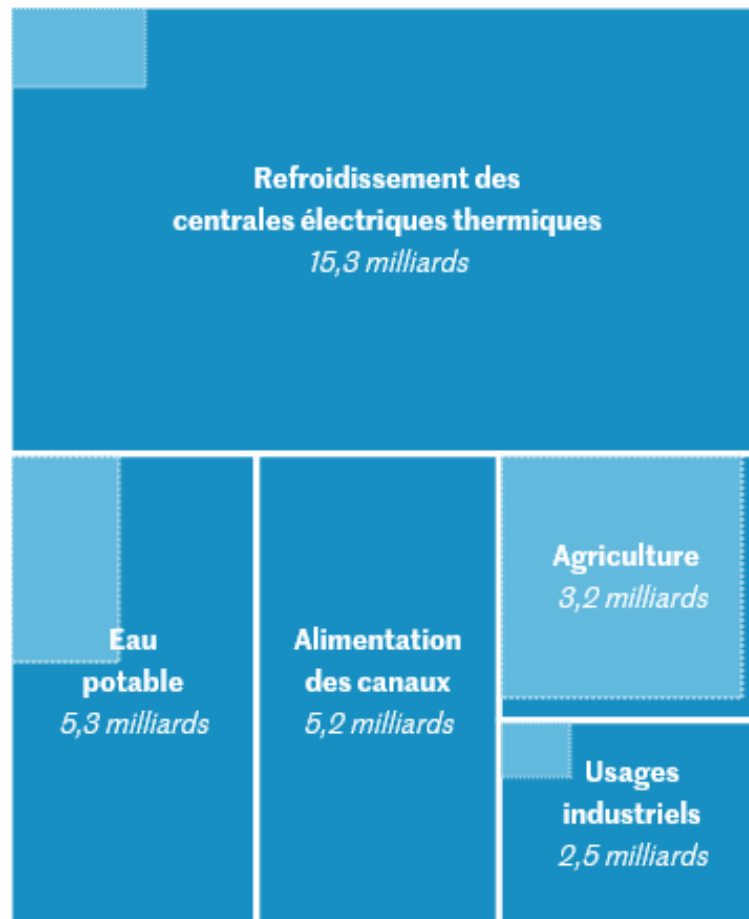 Refroidissement des
centrales électriques thermiques
15,3 milliards
Eau
potable
5,3 milliards
Alimentation
des canaux
5,2 milliards
Agriculture
3,2 milliards
Usages
industriels
2,5 milliards